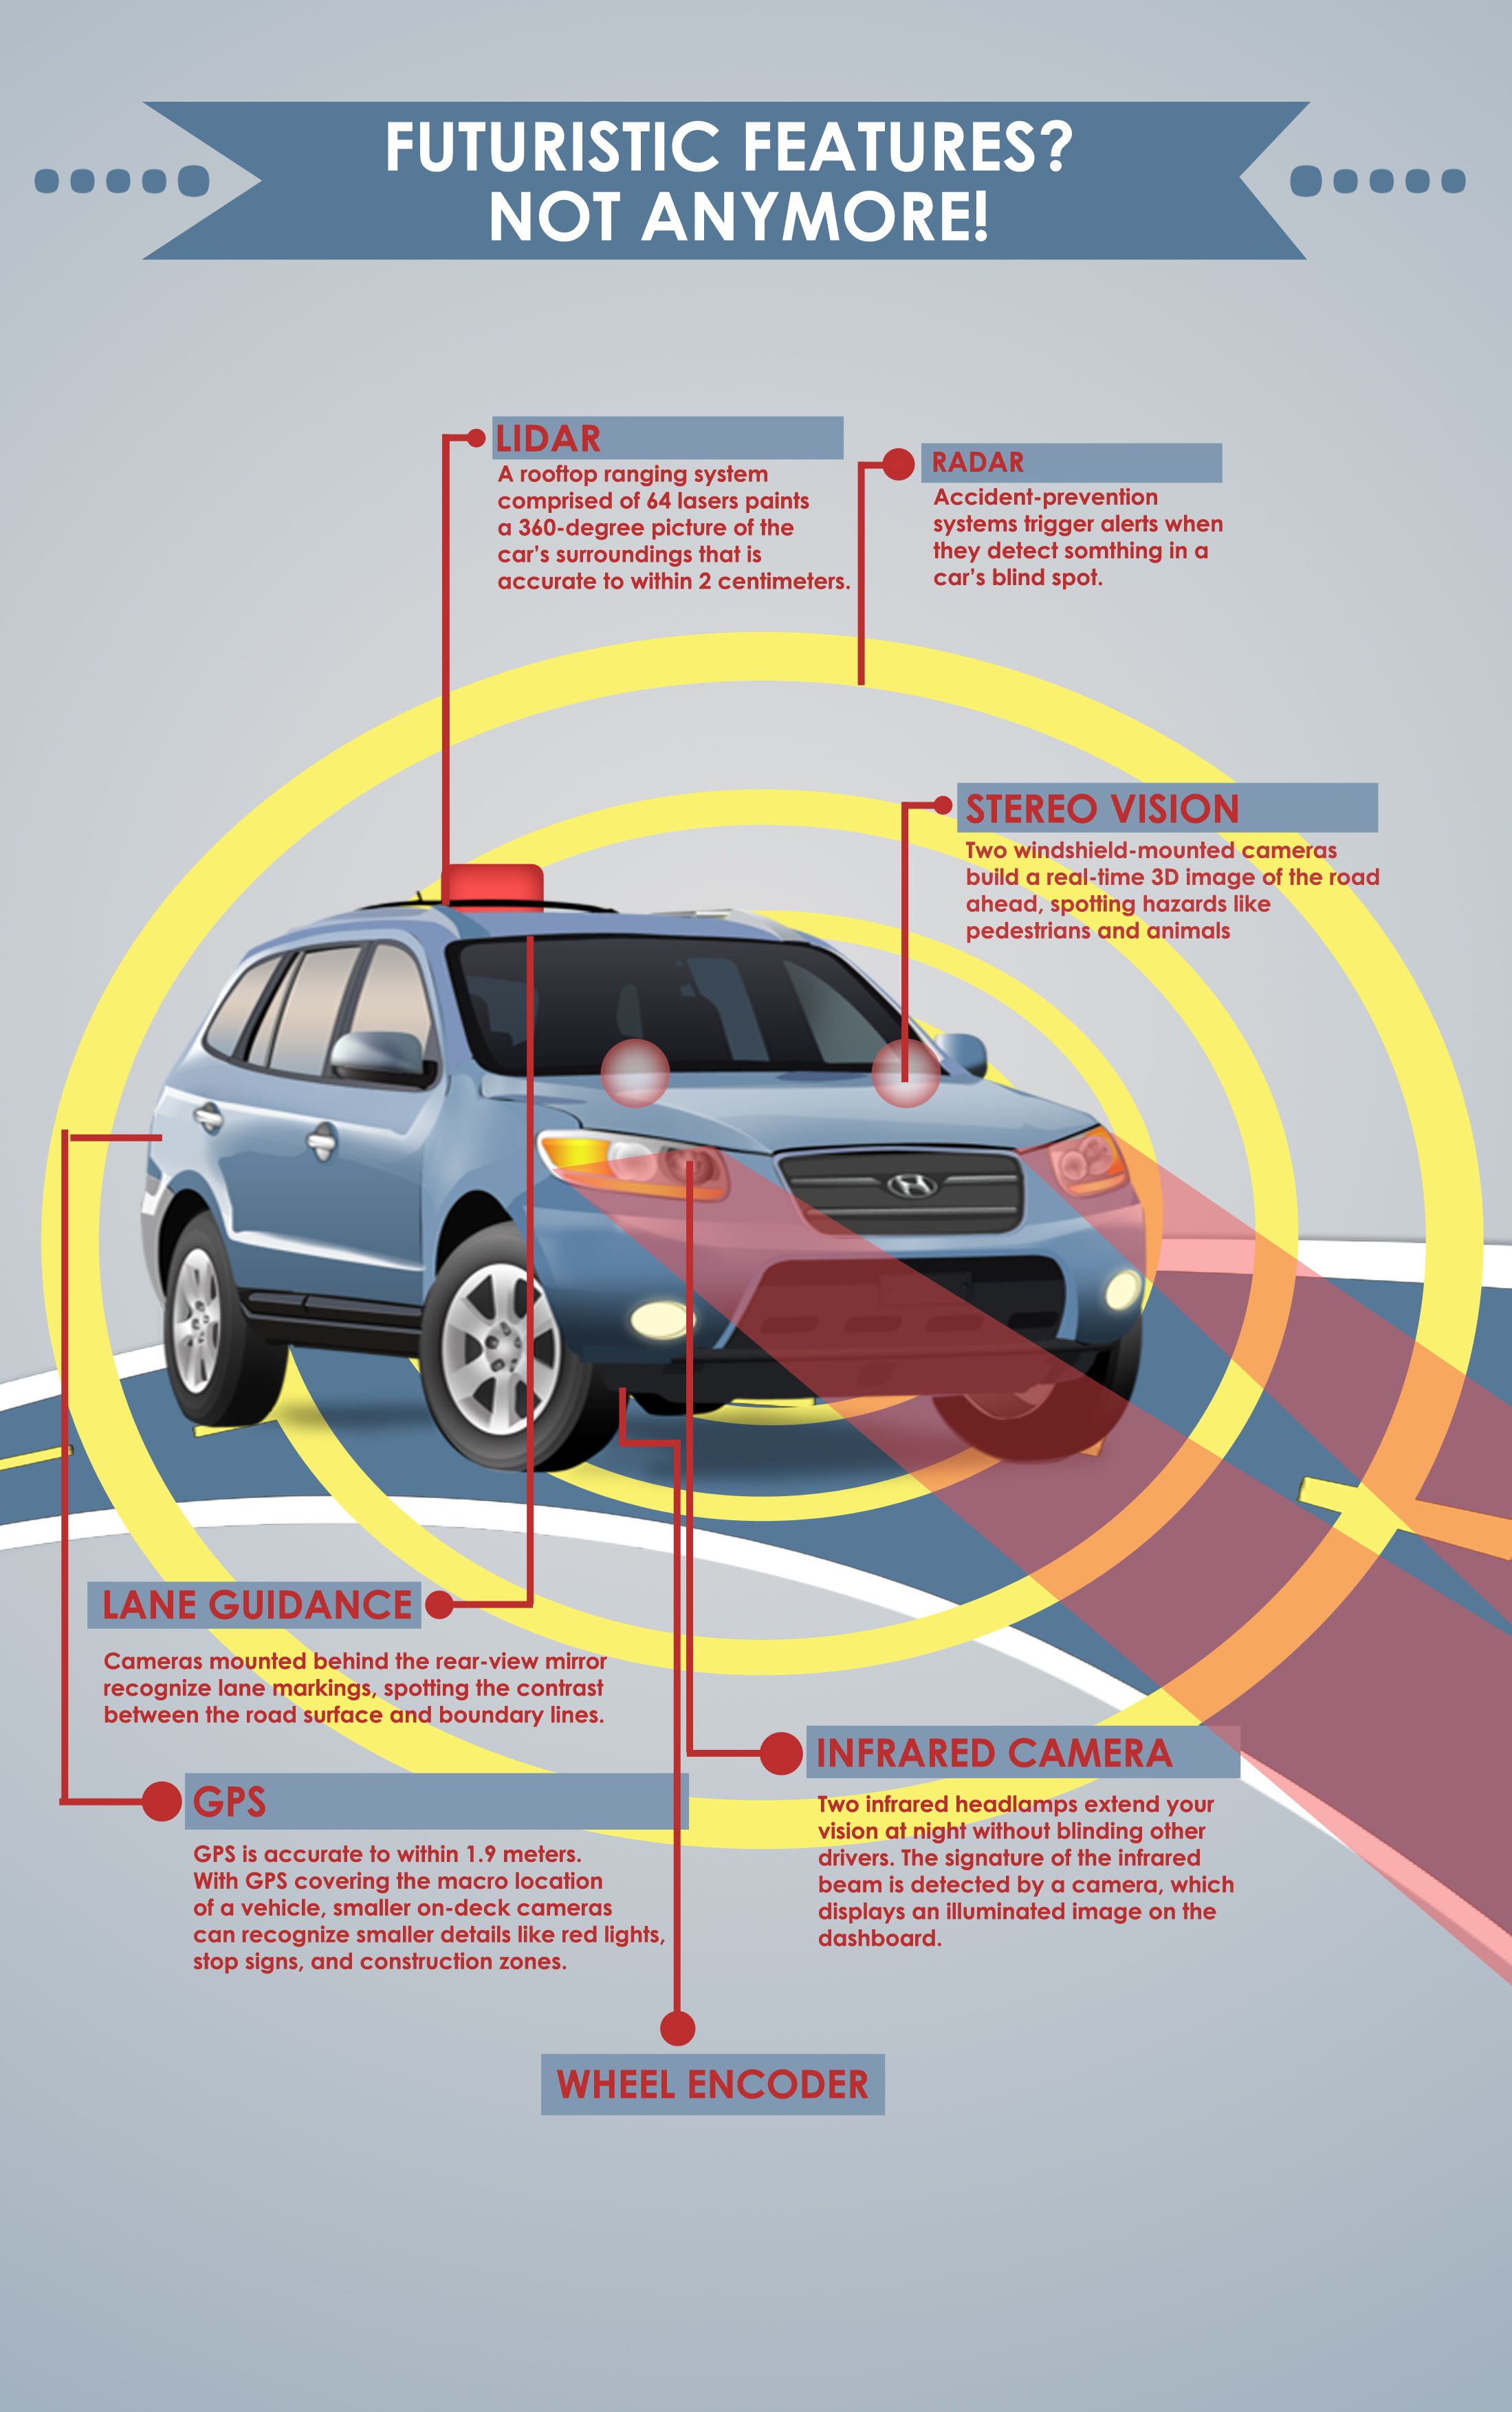 FUTURISTIC FEATURES?
NOT ANYMORE!
LIDAR
A rooftop ranging system
comprised of 64 lasers paints
a 360-degree picture of the
car's surroundings that is
accurate to within 2 centimeters.
RADAR
Accident-prevention
systems trigger alerts when
they detect somthing in a
car's blind spot.
STEREO VISION
Two windshield-mounted cameras
build a real-time 3D image of the road
ahead, spotting hazards like
pedestrians and animals
LANE GUIDANCE
Cameras mounted behind the rear-view mirror
recognize lane markings, spotting the contrast
between the road surface and boundary lines.
GPS
GPS is accurate to within 1.9 meters.
With GPS covering the macro location
of a vehicle, smaller on-deck cameras
can recognize smaller details like red lights,
stop signs, and construction zones.
INFRARED CAMERA
Two infrared headlamps extend your
vision at night without blinding other
drivers. The signature of the infrared
beam is detected by a camera, which
displays an illuminated image on the
dashboard.
WHEEL ENCODER